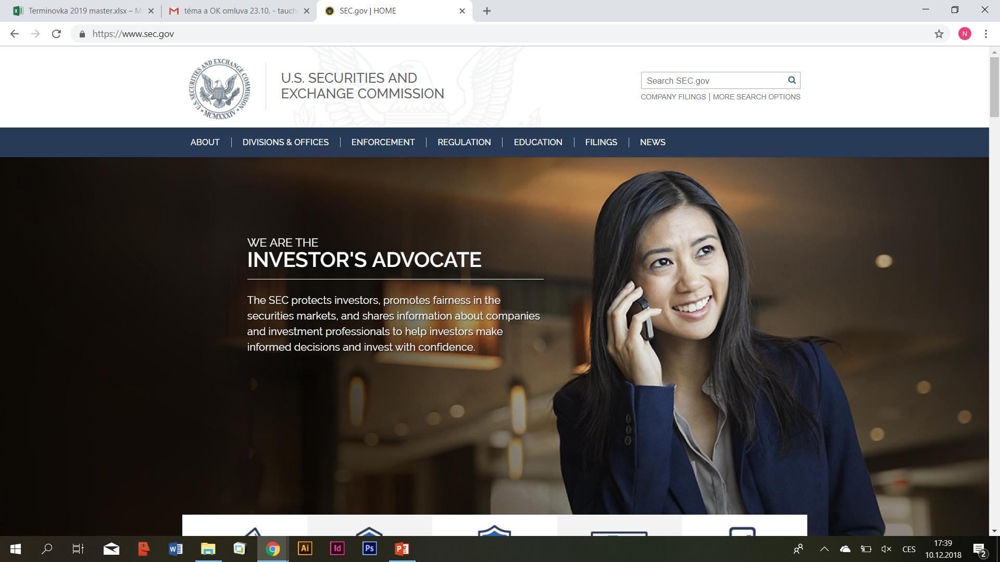 Terminovka 2019 master.xlsx – M
téma a OK omluva 23.10. - tauch
SEC.gov | HOME
https://www.sec.gov
N
U.S. SECURITIES AND EXCHANGE COMMISSION
MCMXXXIV
U.S. SECURITIES AND
EXCHANGE COMMISSION
Search SEC.gov
COMPANY FILINGS | MORE SEARCH OPTIONS
ABOUT
DIVISIONS & OFFICES
ENFORCEMENT
REGULATION
EDUCATION
FILINGS
NEWS
WE ARE THE
INVESTOR'S ADVOCATE
The SEC protects investors, promotes fairness in the
securities markets, and shares information about companies
and investment professionals to help investors make
informed decisions and invest with confidence.
Ai
Id
Ps
CES
17:39
10.12.2018
2